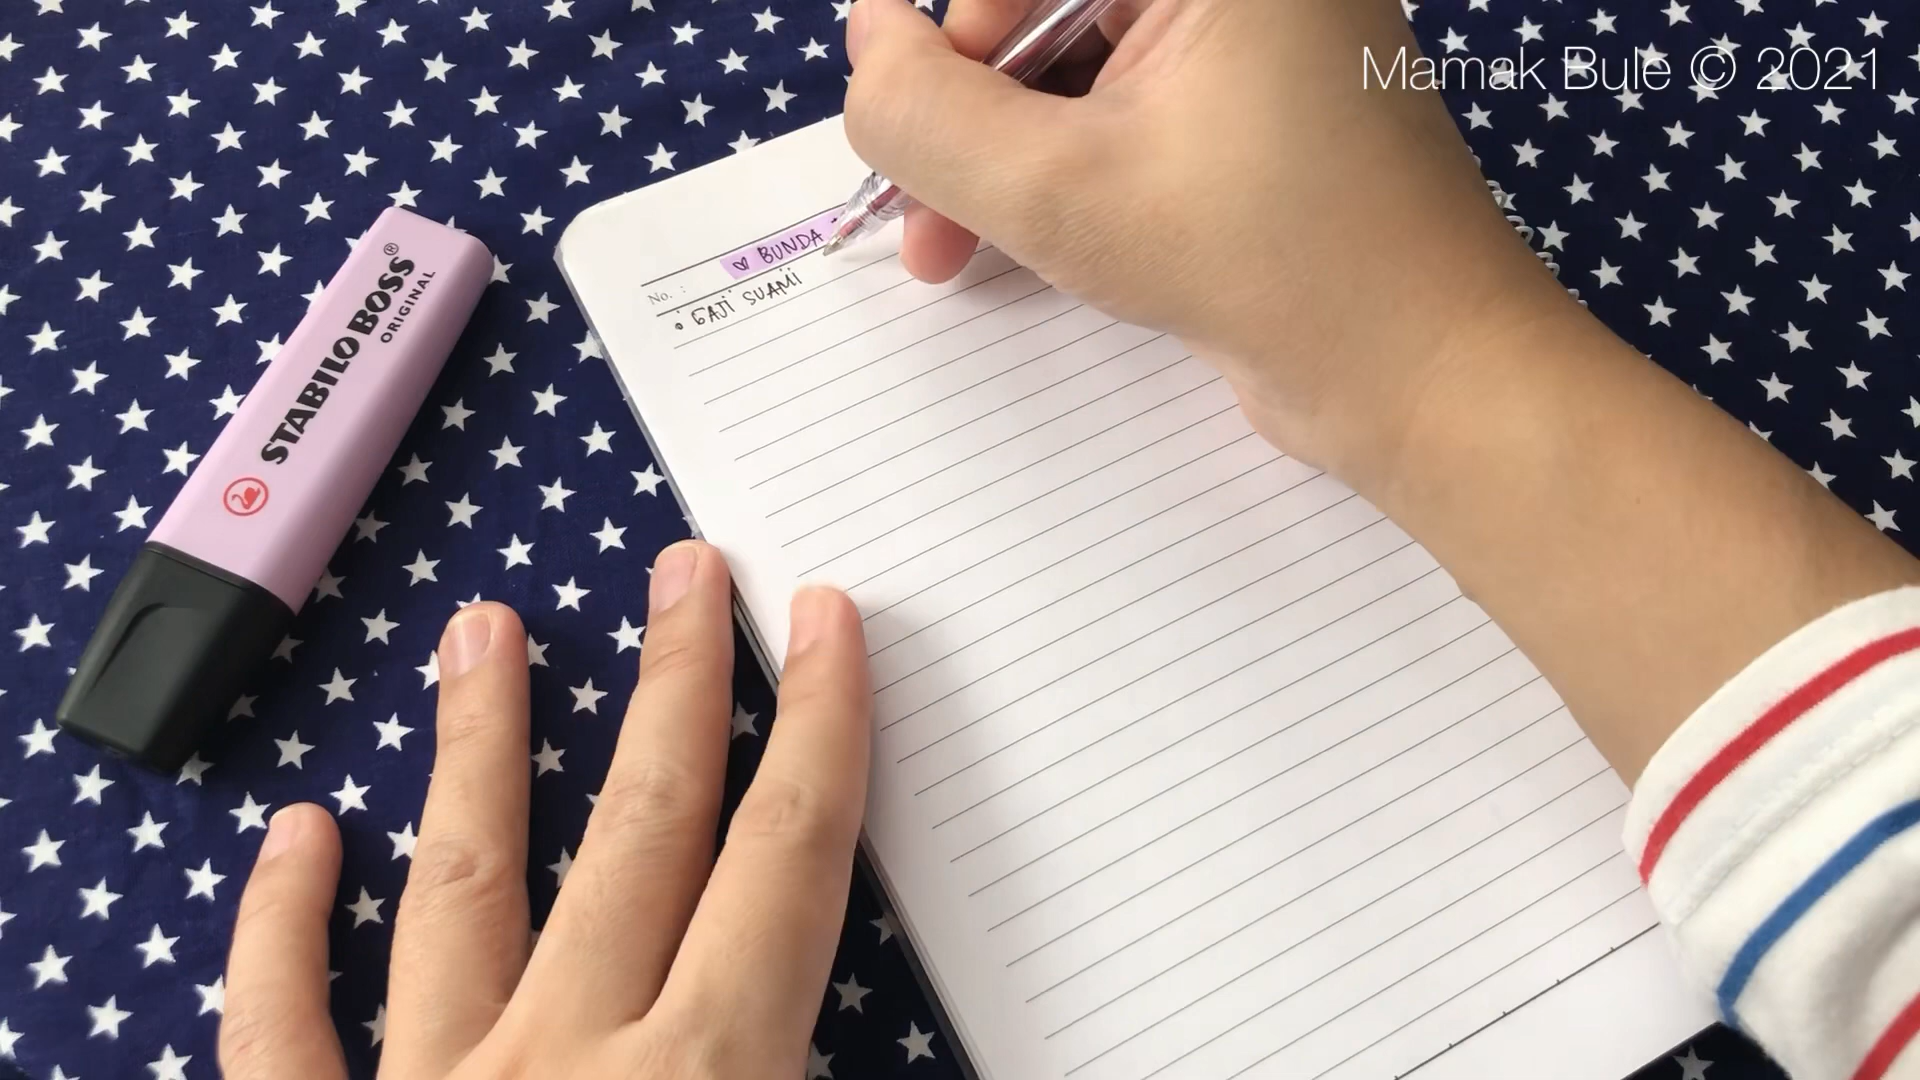 Mamak Bule © 2021
STABILO BOSS®
ORIGINAL
♡ BUNDA
No. :
• GAJI SUAMI